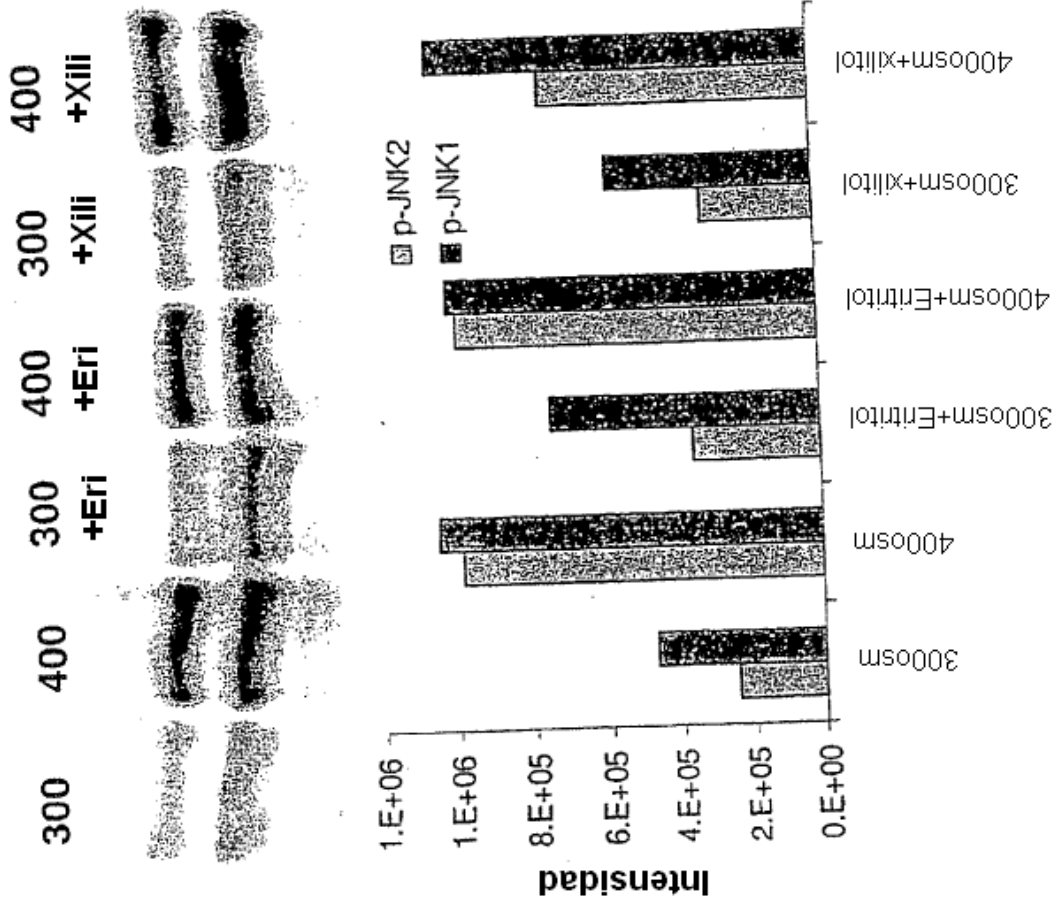 300 400 300 400 300 400
+Eri +Eri +Xili +Xili
p-JNK2
p-JNK1
Intensidad
1.E+06
1.E+06
8.E+05
6.E+05
4.E+05
2.E+05
0.E+00
300osm
400osm
300osm+Eritritol
400osm+Eritritol
300osm+xilitol
400osm+xilitol